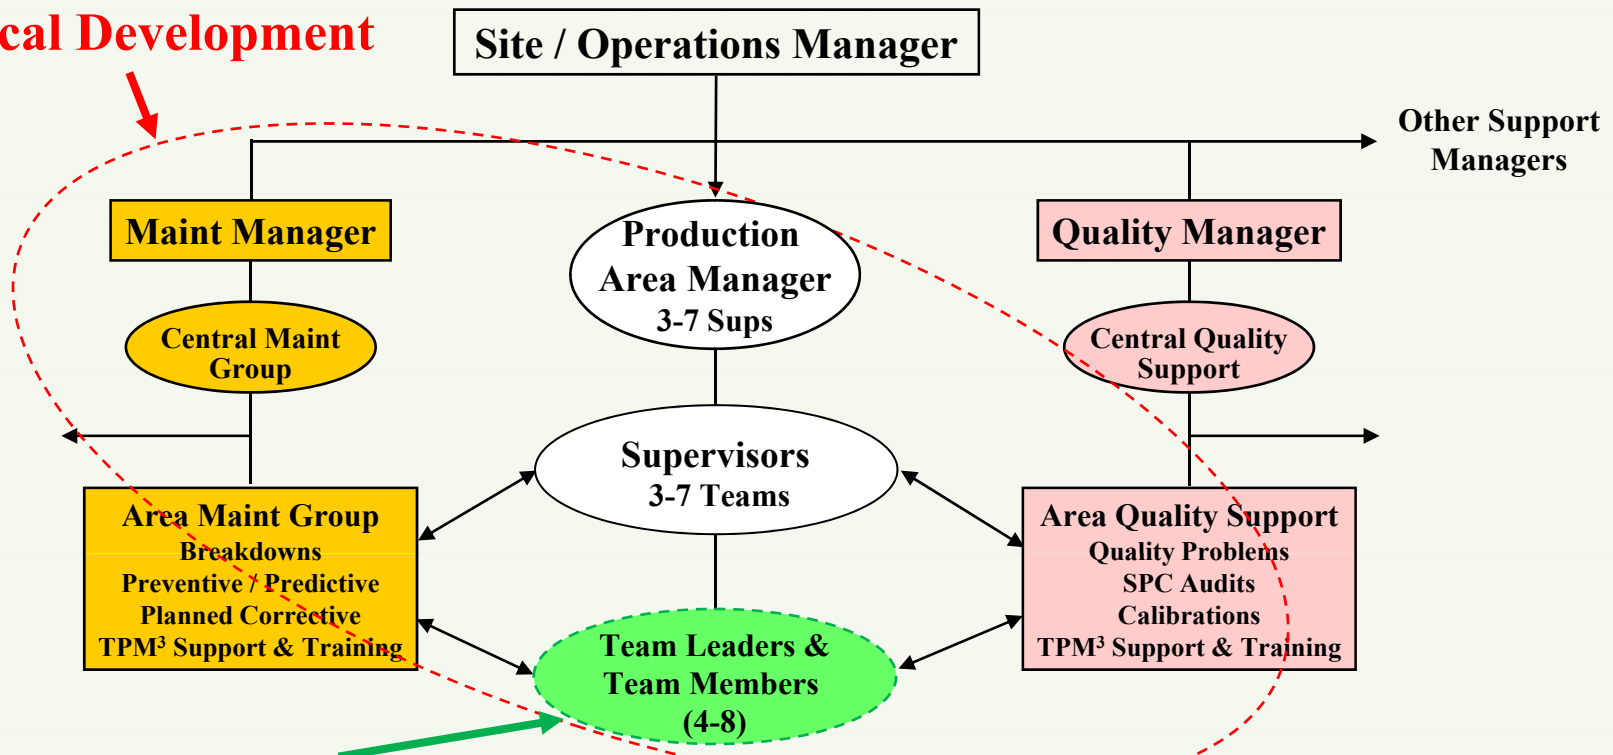 cal Development
Site / Operations Manager
Other Support
Managers
Maint Manager
Production
Area Manager
3-7 Sups
Quality Manager
Central Maint
Group
Central Quality
Support
Supervisors
3-7 Teams
Area Maint Group
Breakdowns
Preventive / Predictive
Planned Corrective
TPM³ Support & Training
Area Quality Support
Quality Problems
SPC Audits
Calibrations
TPM³ Support & Training
Team Leaders &
Team Members
(4-8)